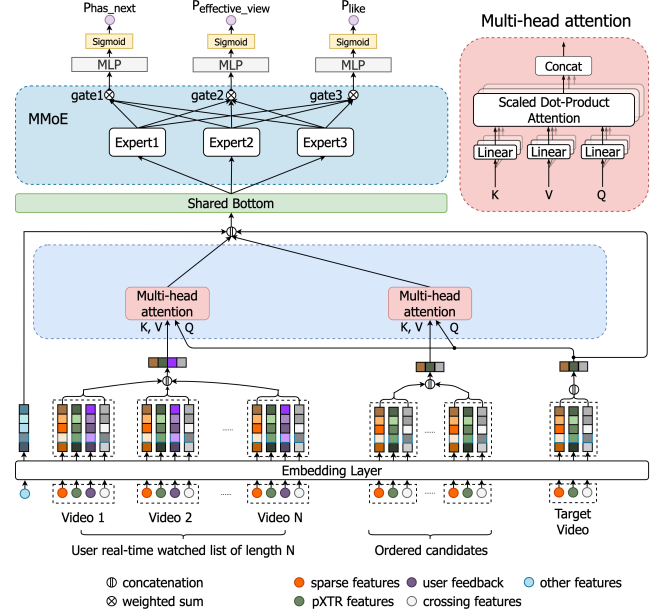 Phas_next
Peffective_view
Plike
Sigmoid
Sigmoid
Sigmoid
MLP
MLP
MLP
gate1
gate2
gate3
MMoE
Expert1
Expert2
Expert3
Shared Bottom
Multi-head attention
Concat
Scaled Dot-Product
Attention
Linear
Linear
Linear
K
V
Q
Multi-head
attention
K, V
Q
Multi-head
attention
K, V
Q
......
......
Embedding Layer
......
......
Video 1
Video 2
Video N
Target
Video
User real-time watched list of length N
Ordered candidates
concatenation
sparse features
user feedback
other features
weighted sum
pXTR features
crossing features